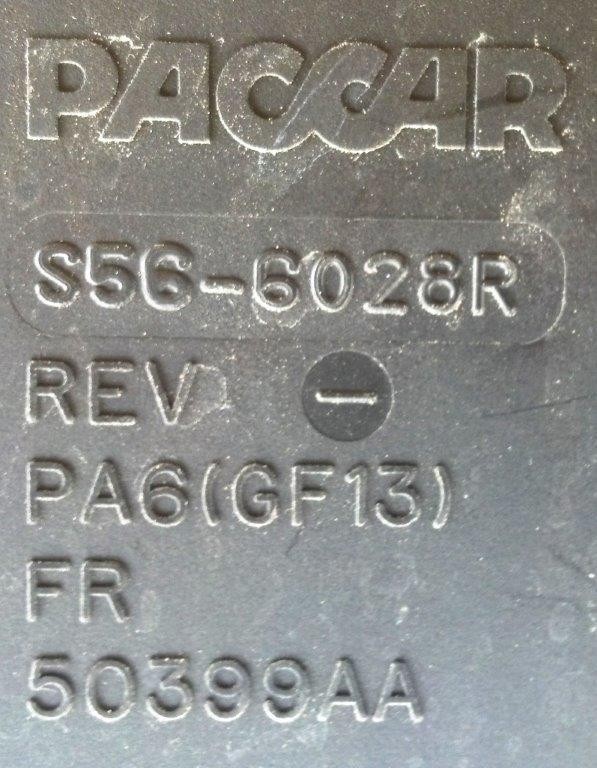 PACCAR
S56-6028R
REV –
PA6(GF13)
FR
50399AA